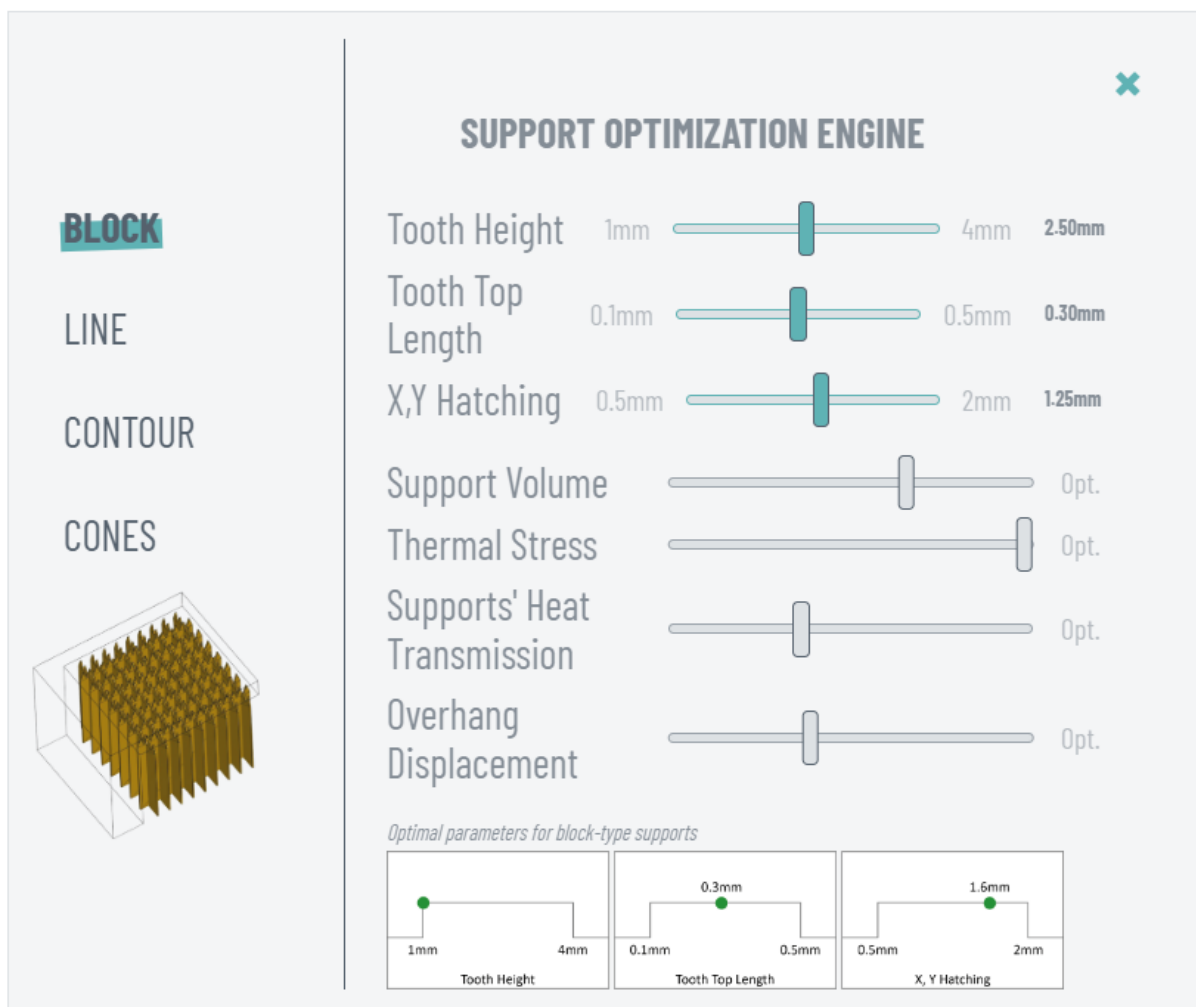 SUPPORT OPTIMIZATION ENGINE
BLOCK
LINE
CONTOUR
CONES
Tooth Height 1mm 4mm 2.50mm
Tooth Top
Length 0.1mm 0.5mm 0.30mm
X,Y Hatching 0.5mm 2mm 1.25mm
Support Volume Opt.
Thermal Stress Opt.
Supports' Heat
Transmission Opt.
Overhang
Displacement Opt.
Optimal parameters for block-type supports
1mm 4mm
Tooth Height
0.3mm
0.1mm 0.5mm
Tooth Top Length
1.6mm
0.5mm 2mm
X, Y Hatching